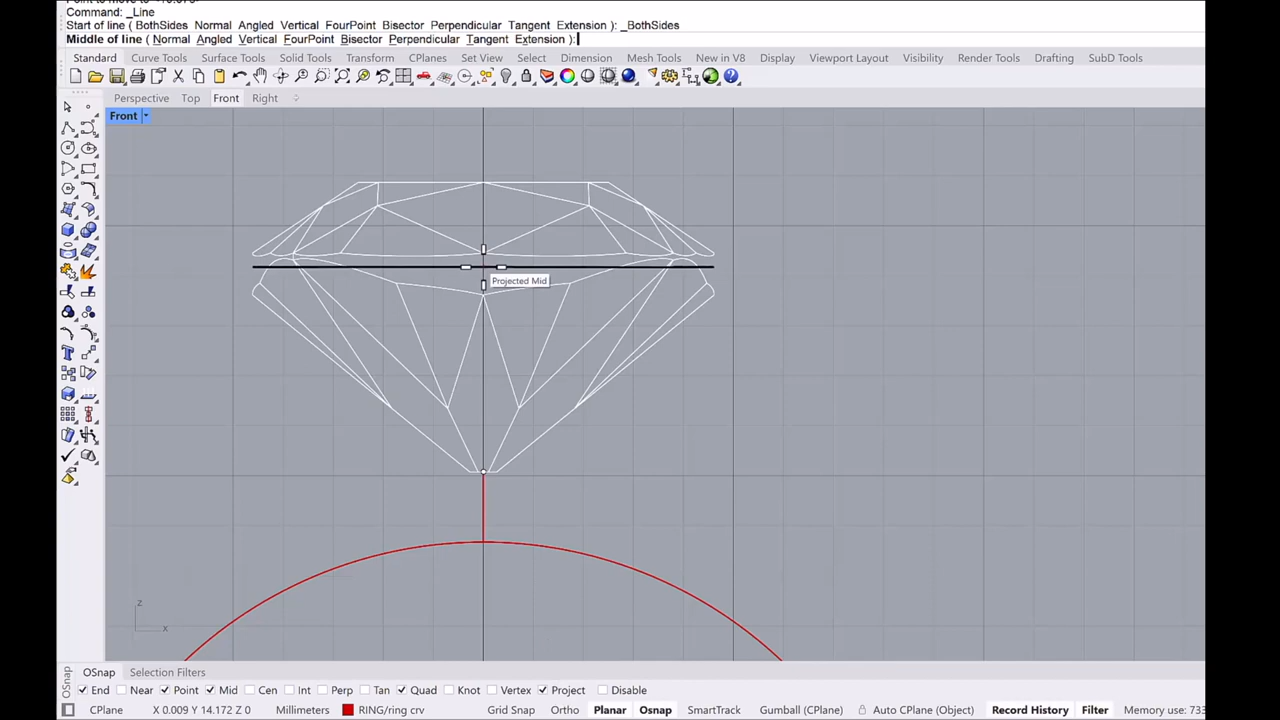 Command: _Line
Start of line ( BothSides Normal Angled Vertical FourPoint Bisector Perpendicular Tangent Extension ): _BothSides
Middle of line ( Normal Angled Vertical FourPoint Bisector Perpendicular Tangent Extension ):
Standard Curve Tools Surface Tools Solid Tools Transform CPlanes Set View Select Dimension Mesh Tools New in V8 Display Viewport Layout Visibility Render Tools Drafting SubD Tools
Perspective Top Front Right
Front
Projected Mid
z
x
OSnap Selection Filters
OSnap
End Near Point Mid Cen Int Perp Tan Quad Knot Vertex Project Disable
CPlane X 0.009 Y 14.172 Z 0 Millimeters RING/ring crv Grid Snap Ortho Planar Osnap SmartTrack Gumball (CPlane) Auto CPlane (Object) Record History Filter Memory use: 733